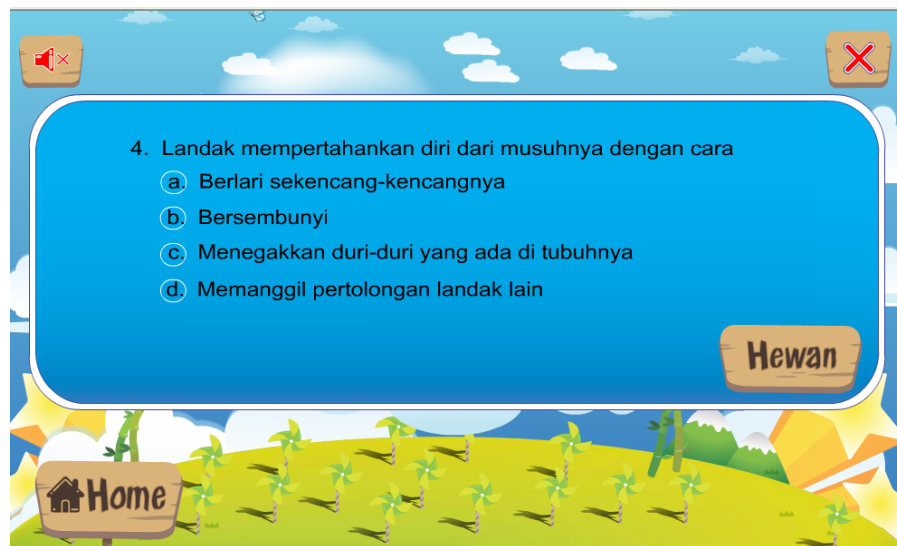 4. Landak mempertahankan diri dari musuhnya dengan cara
a. Berlari sekencang-kencangnya
b. Bersembunyi
c. Menegakkan duri-duri yang ada di tubuhnya
d. Memanggil pertolongan landak lain
Hewan
Home